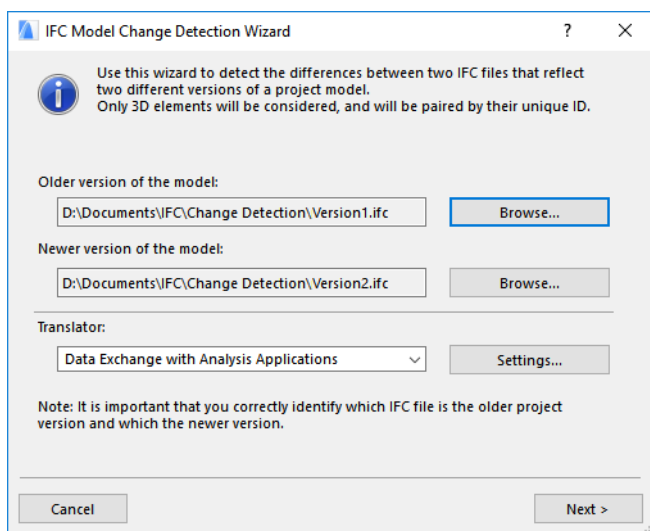 IFC Model Change Detection Wizard
?
Use this wizard to detect the differences between two IFC files that reflect
two different versions of a project model.
Only 3D elements will be considered, and will be paired by their unique ID.
Older version of the model:
D:\Documents\IFC\Change Detection\Version1.ifc
Browse...
Newer version of the model:
D:\Documents\IFC\Change Detection\Version2.ifc
Browse...
Translator:
Data Exchange with Analysis Applications
Settings...
Note: It is important that you correctly identify which IFC file is the older project
version and which the newer version.
Cancel
Next >